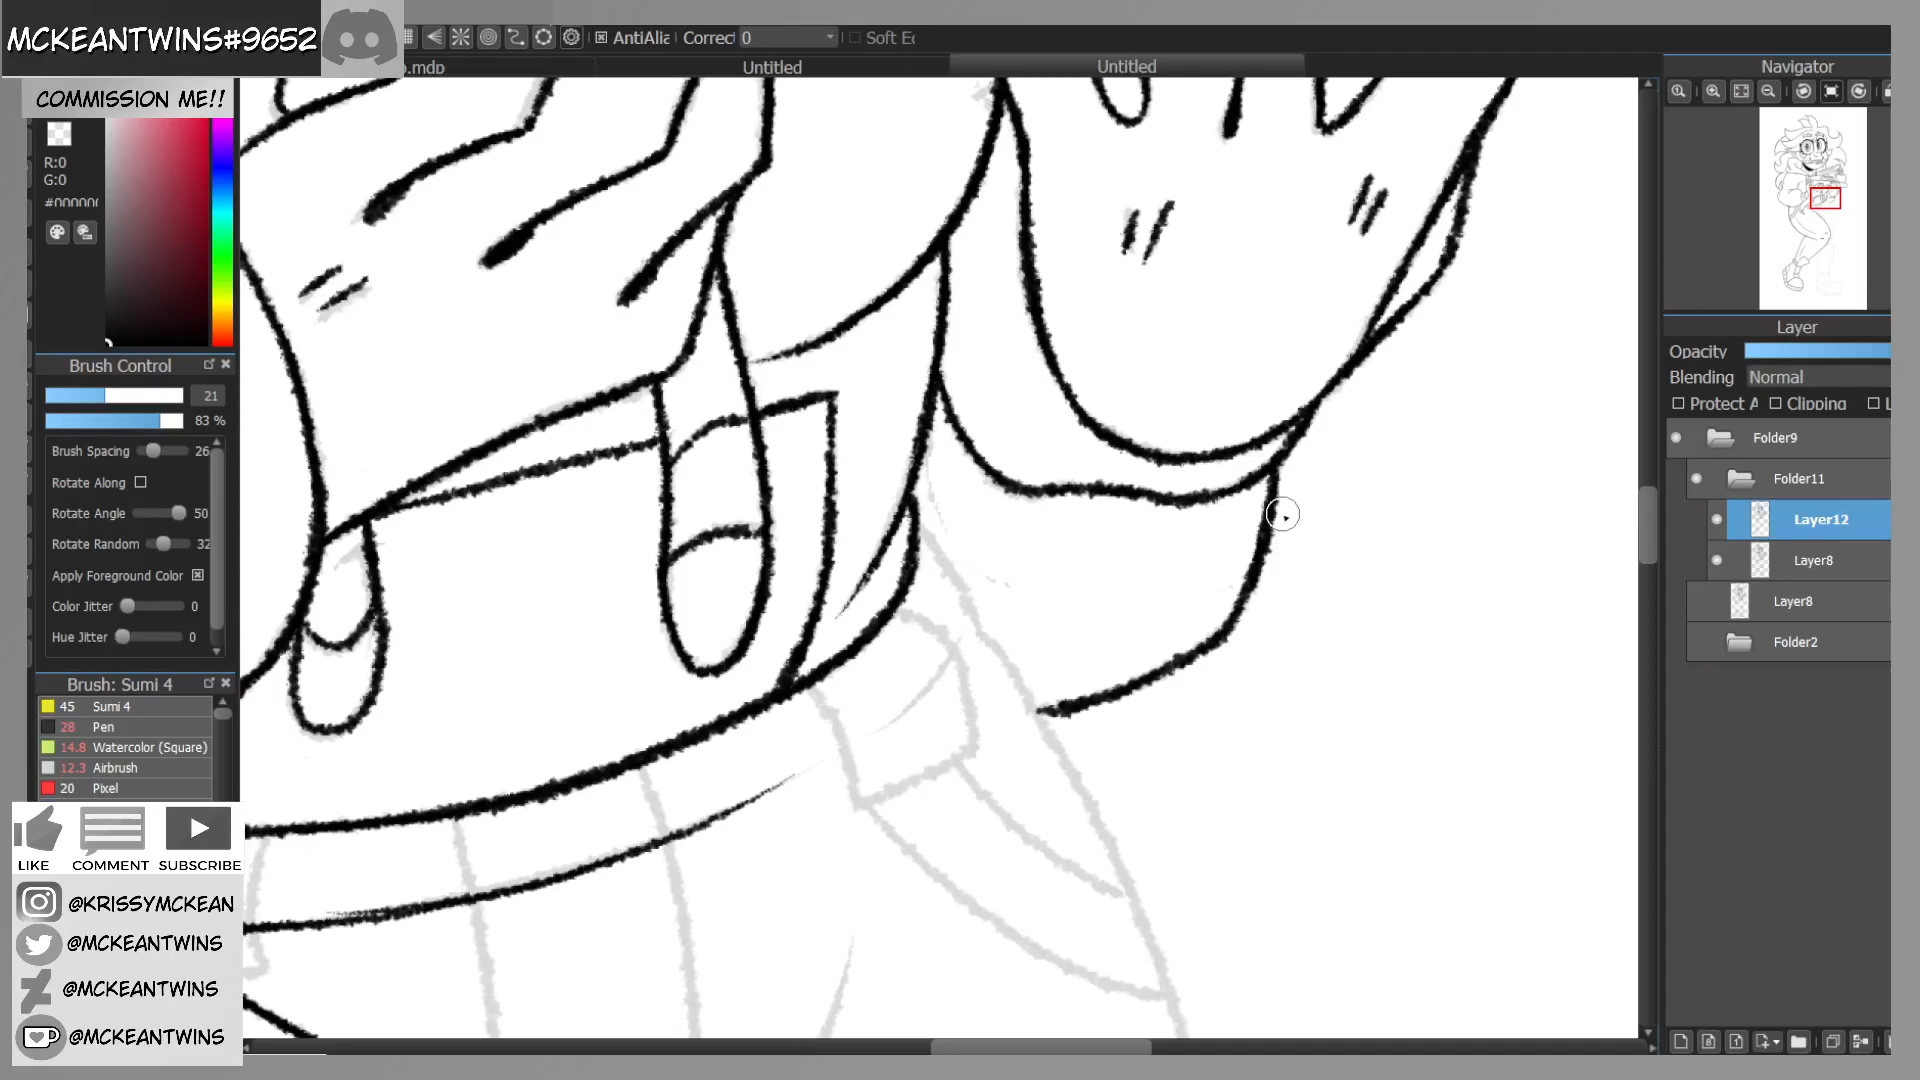 MCKEANTWINS#9652
COMMISSION ME!!
AntiAlia
Correct
0
Soft Ec
.mdp
Untitled
Untitled
R:0
G:0
#000000
Brush Control
21
83 %
Brush Spacing
26
Rotate Along
Rotate Angle
50
Rotate Random
32
Apply Foreground Color
Color Jitter
0
Hue Jitter
0
Brush: Sumi 4
45 Sumi 4
28 Pen
14.8 Watercolor (Square)
12.3 Airbrush
20 Pixel
LIKE
COMMENT
SUBSCRIBE
@KRISSYMCKEAN
@MCKEANTWINS
@MCKEANTWINS
@MCKEANTWINS
Navigator
Layer
Opacity
Blending
Normal
Protect A
Clipping
L
Folder9
Folder11
Layer12
Layer8
Layer8
Folder2